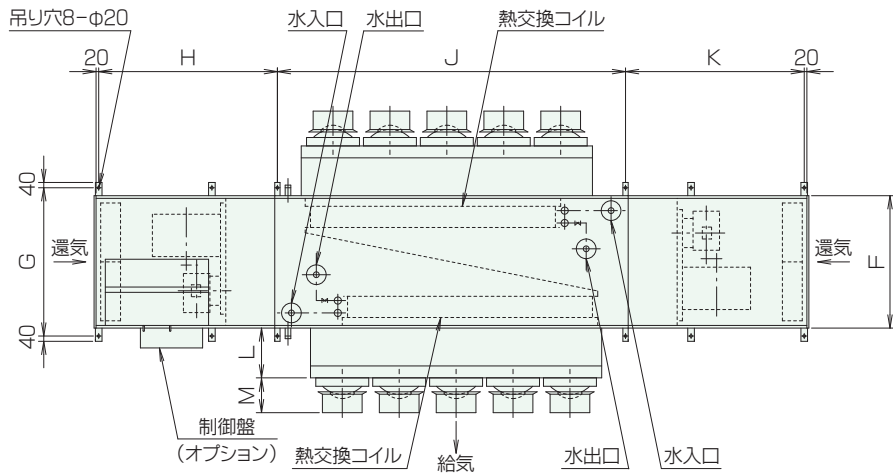 吊り穴8-φ20
水入口
水出口
熱交換コイル
20
H
J
K
20
40
G
40
還気
還気
F
L
M
制御盤
（オプション）
熱交換コイル
給気
水出口
水入口